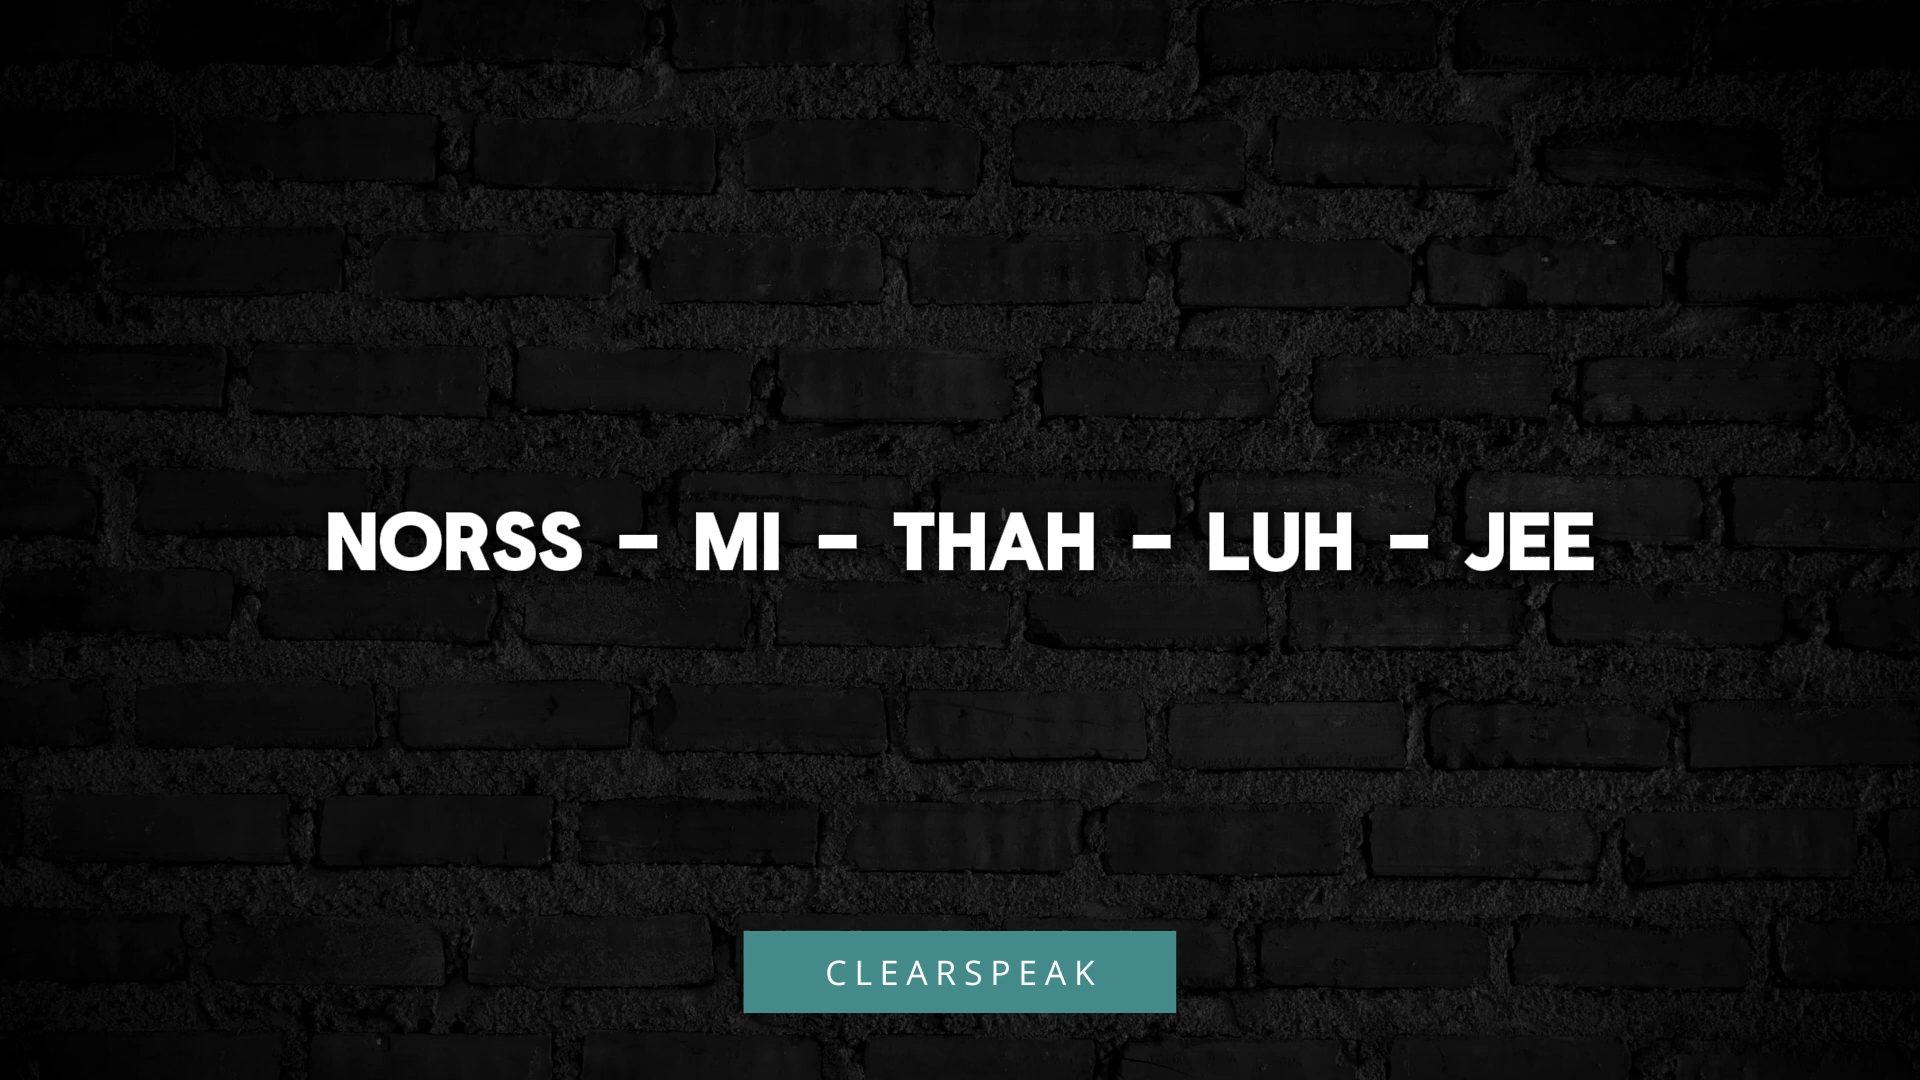 NORSS – MI – THAH – LUH – JEE
CLEARSPEAK